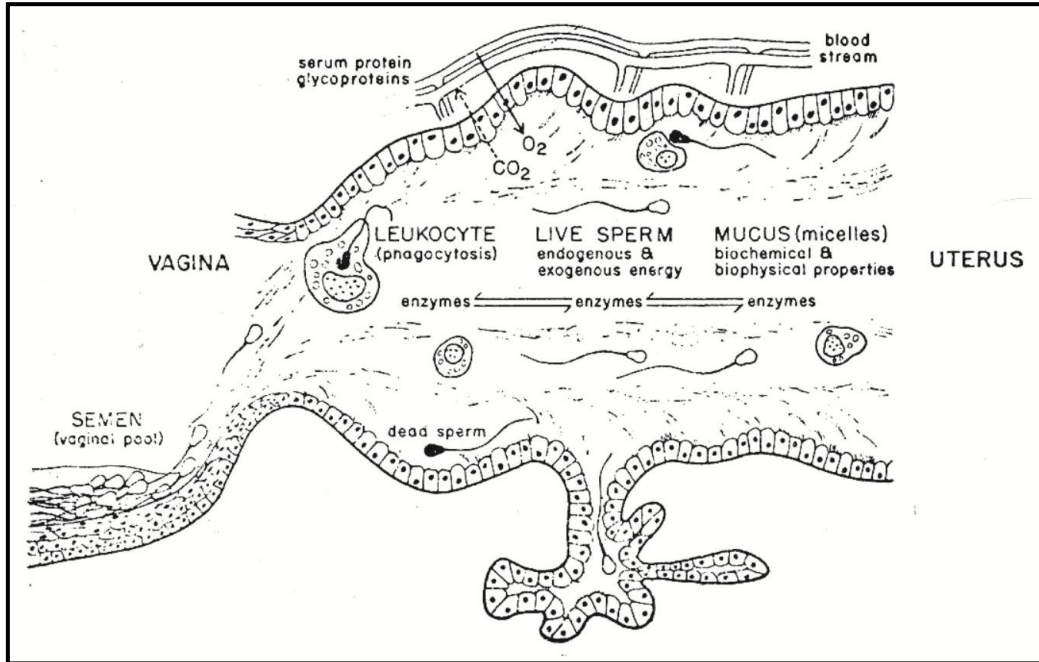 serum protein
glycoproteins
blood
stream
O2
CO2
VAGINA
LEUKOCYTE
(phagocytosis)
LIVE SPERM
endogenous &
exogenous energy
MUCUS (micelles)
biochemical &
biophysical properties
UTERUS
enzymes
enzymes
enzymes
SEMEN
(vaginal pool)
dead sperm